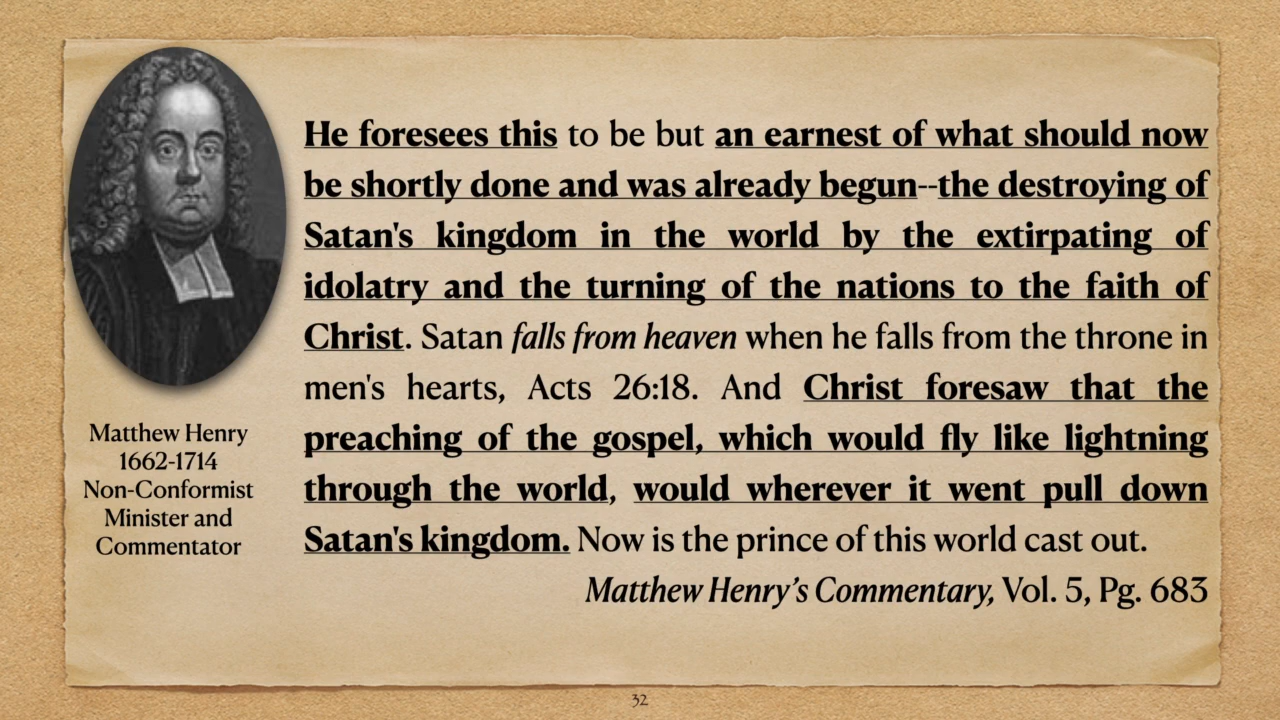 He foresees this to be but an earnest of what should now
be shortly done and was already begun--the destroying of
Satan's kingdom in the world by the extirpating of
idolatry and the turning of the nations to the faith of
Christ. Satan falls from heaven when he falls from the throne in
men's hearts, Acts 26:18. And Christ foresaw that the
preaching of the gospel, which would fly like lightning
through the world, would wherever it went pull down
Satan's kingdom. Now is the prince of this world cast out.
Matthew Henry’s Commentary, Vol. 5, Pg. 683
Matthew Henry
1662-1714
Non-Conformist
Minister and
Commentator
32